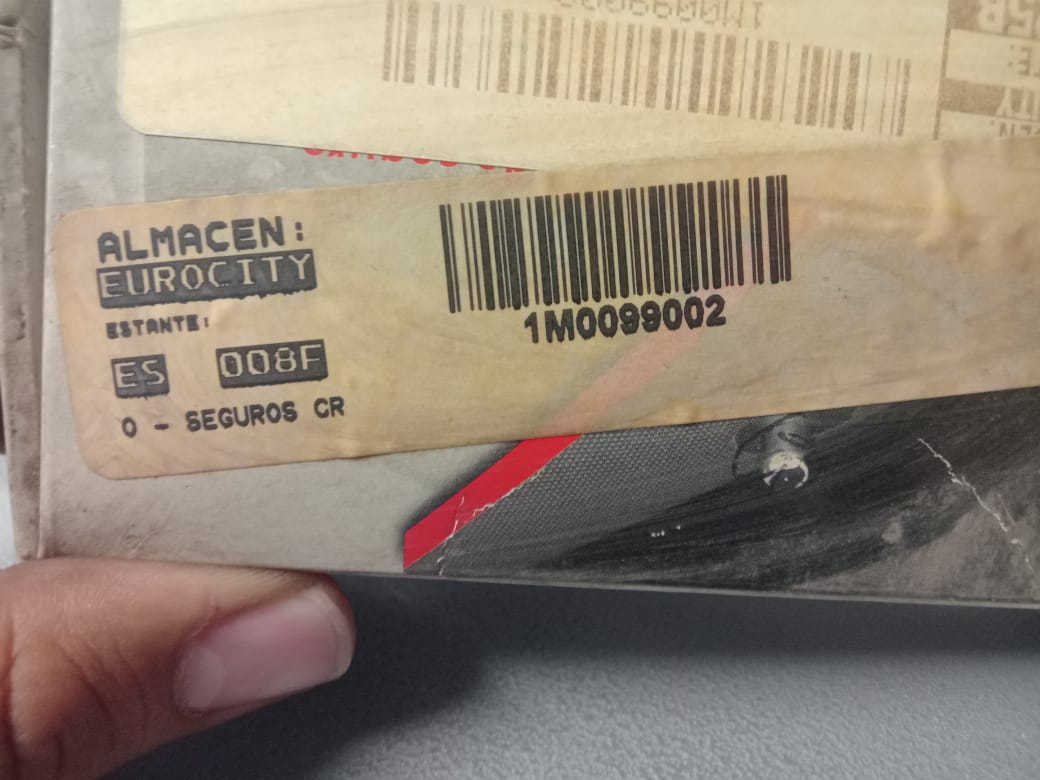 ALMACEN:
EUROCITY
ESTANTE:
ES 008F
0 - SEGUROS CR
1M0099002